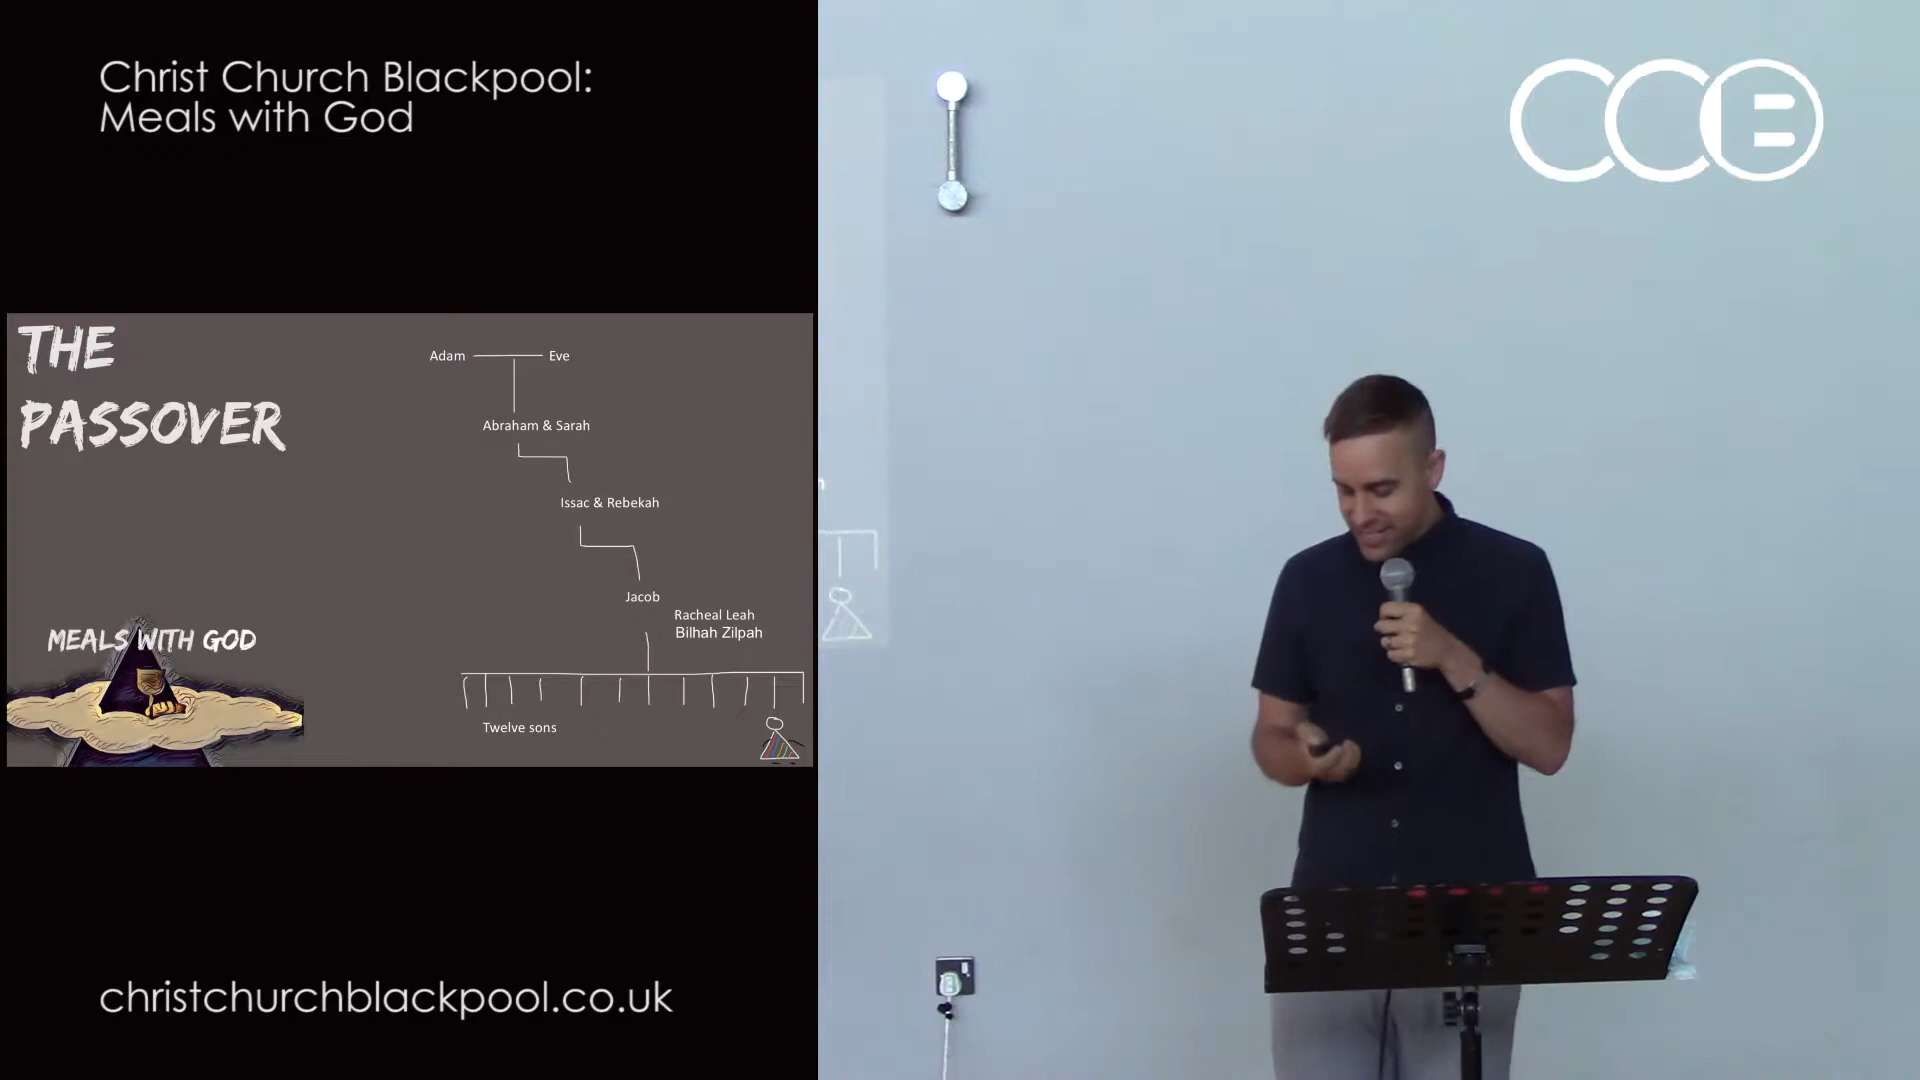 Christ Church Blackpool:
Meals with God
CCB
THE
PASSOVER
Adam
Eve
Abraham & Sarah
Issac & Rebekah
Jacob
Racheal Leah
Bilhah Zilpah
MEALS WITH GOD
Twelve sons
christchurchblackpool.co.uk